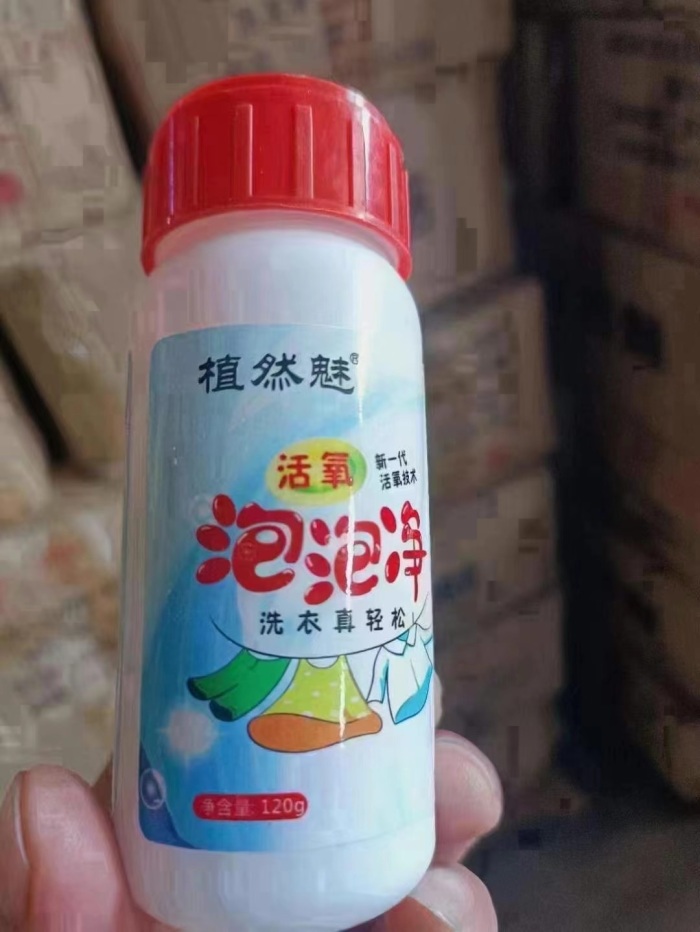 植然魅®
活氧
新一代
活氧技术
泡泡净
洗衣真轻松
净含量:120g